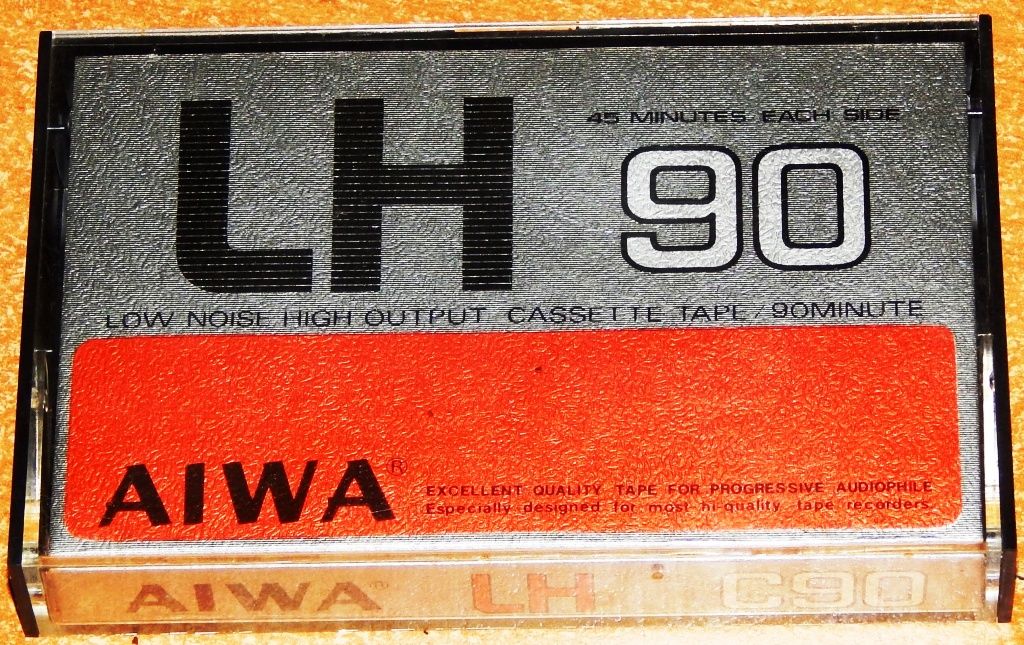 LH
45 MINUTES EACH SIDE
90
LOW NOISE HIGH OUTPUT CASSETTE TAPE/90MINUTE
AIWA®
EXCELLENT QUALITY TAPE FOR PROGRESSIVE AUDIOPHILE
Especially designed for most hi-quality tape recorders.
AIWA® LH C90